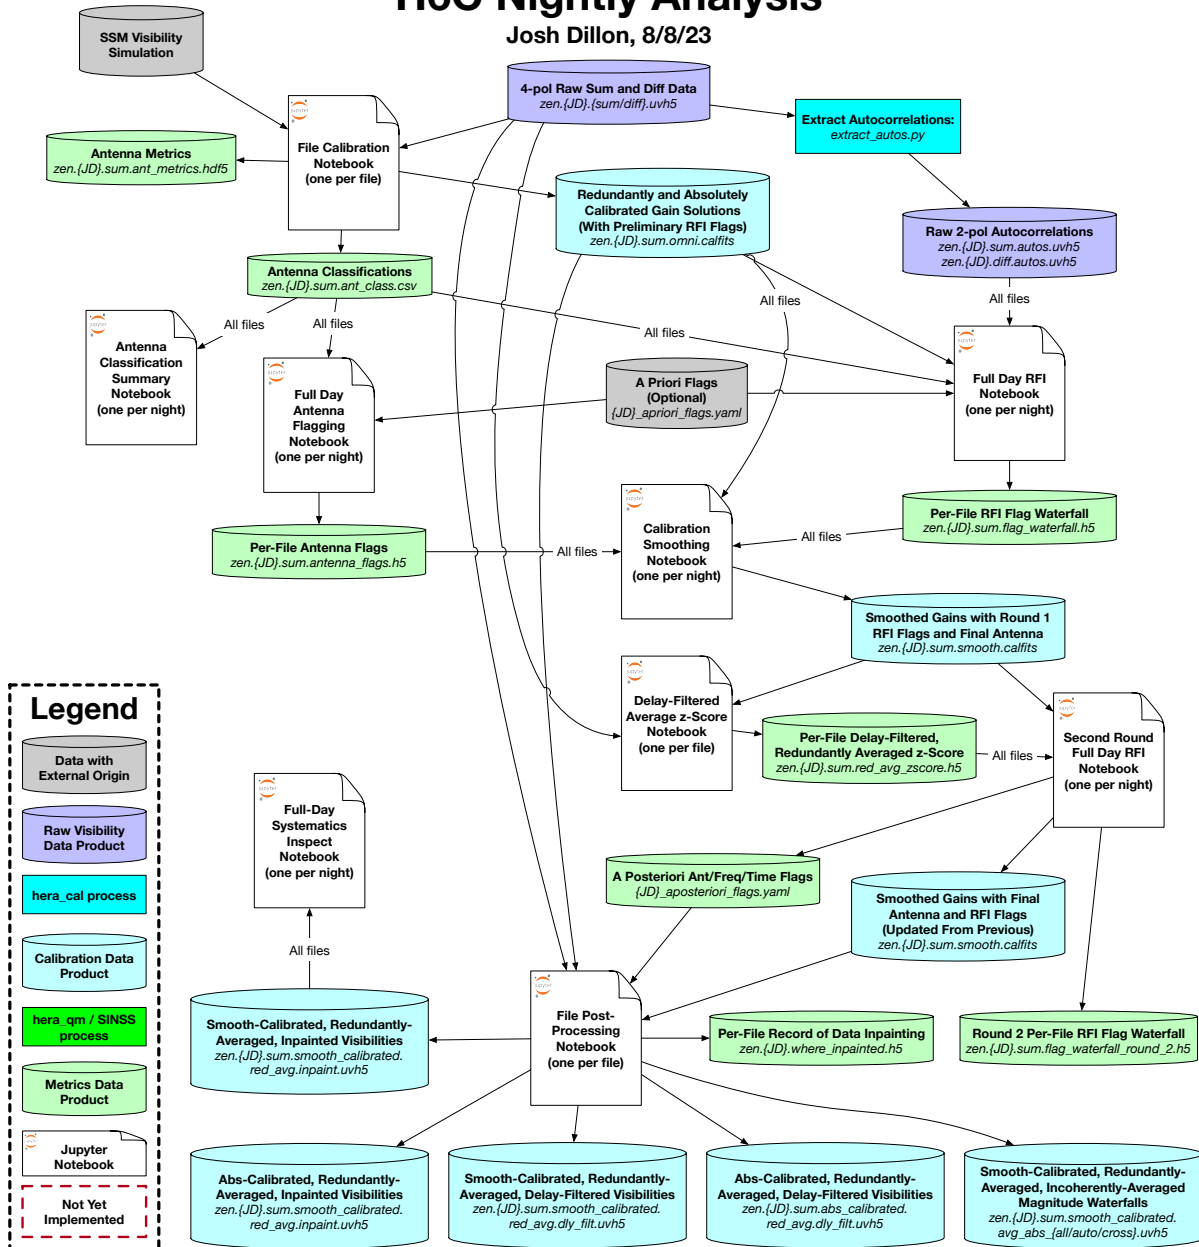 H6C Nightly Analysis
Josh Dillon, 8/8/23
SSM Visibility
Simulation
4-pol Raw Sum and Diff Data
zen.{JD}.{sum/diff}.uvh5
Extract Autocorrelations:
extract_autos.py
jupyter
File Calibration
Notebook
(one per file)
Antenna Metrics
zen.{JD}.sum.ant_metrics.hdf5
Redundantly and Absolutely
Calibrated Gain Solutions
(With Preliminary RFI Flags)
zen.{JD}.sum.omni.calfits
Raw 2-pol Autocorrelations
zen.{JD}.sum.autos.uvh5
zen.{JD}.diff.autos.uvh5
Antenna Classifications
zen.{JD}.sum.ant_class.csv
All files
All files
All files
All files
All files
jupyter
Antenna
Classification
Summary
Notebook
(one per night)
jupyter
Full Day
Antenna
Flagging
Notebook
(one per night)
A Priori Flags
(Optional)
{JD}_apriori_flags.yaml
jupyter
Full Day RFI
Notebook
(one per night)
Per-File RFI Flag Waterfall
zen.{JD}.sum.flag_waterfall.h5
jupyter
Calibration
Smoothing
Notebook
(one per night)
All files
Per-File Antenna Flags
zen.{JD}.sum.antenna_flags.h5
All files
Smoothed Gains with Round 1
RFI Flags and Final Antenna
zen.{JD}.sum.smooth.calfits
jupyter
Delay-Filtered
Average z-Score
Notebook
(one per file)
Per-File Delay-Filtered,
Redundantly Averaged z-Score
zen.{JD}.sum.red_avg_zscore.h5
All files
jupyter
Second Round
Full Day RFI
Notebook
(one per night)
Legend
Data with
External Origin
Raw Visibility
Data Product
hera_cal process
Calibration Data
Product
hera_qm / SINSS
process
Metrics Data
Product
jupyter
Jupyter
Notebook
Not Yet
Implemented
jupyter
Full-Day
Systematics
Inspect
Notebook
(one per night)
All files
A Posteriori Ant/Freq/Time Flags
{JD}_aposteriori_flags.yaml
Smoothed Gains with Final
Antenna and RFI Flags
(Updated From Previous)
zen.{JD}.sum.smooth.calfits
jupyter
File Post-
Processing
Notebook
(one per file)
Smooth-Calibrated, Redundantly-
Averaged, Inpainted Visibilities
zen.{JD}.sum.smooth_calibrated.
red_avg.inpaint.uvh5
Per-File Record of Data Inpainting
zen.{JD}.where_inpainted.h5
Round 2 Per-File RFI Flag Waterfall
zen.{JD}.sum.flag_waterfall_round_2.h5
Abs-Calibrated, Redundantly-
Averaged, Inpainted Visibilities
zen.{JD}.sum.smooth_calibrated.
red_avg.inpaint.uvh5
Smooth-Calibrated, Redundantly-
Averaged, Delay-Filtered Visibilities
zen.{JD}.sum.smooth_calibrated.
red_avg.dly_filt.uvh5
Abs-Calibrated, Redundantly-
Averaged, Delay-Filtered Visibilities
zen.{JD}.sum.abs_calibrated.
red_avg.dly_filt.uvh5
Smooth-Calibrated, Redundantly-
Averaged, Incoherently-Averaged
Magnitude Waterfalls
zen.{JD}.sum.smooth_calibrated.
avg_abs_{all/auto/cross}.uvh5